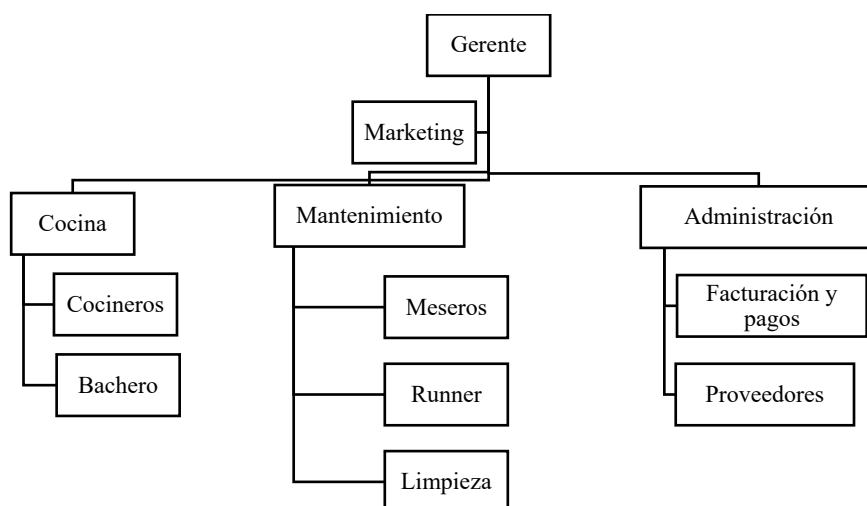 Gerente
Marketing
Cocina
Mantenimiento
Administración
Cocineros
Meseros
Facturación y
pagos
Bachero
Runner
Proveedores
Limpieza